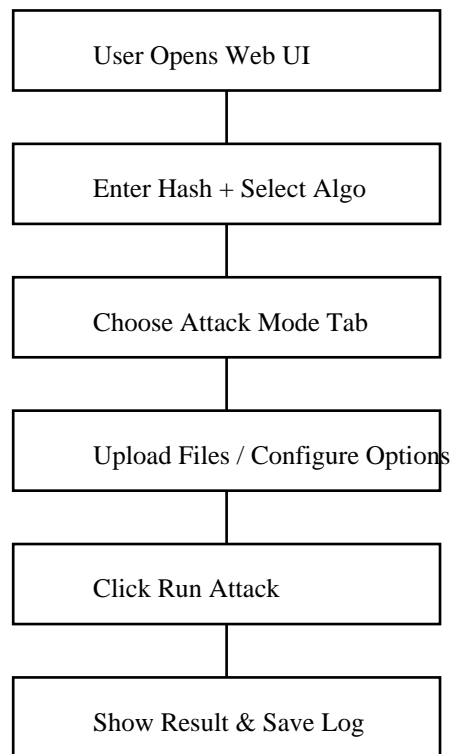 User Opens Web UI
Enter Hash + Select Algo
Choose Attack Mode Tab
Upload Files / Configure Options
Click Run Attack
Show Result & Save Log